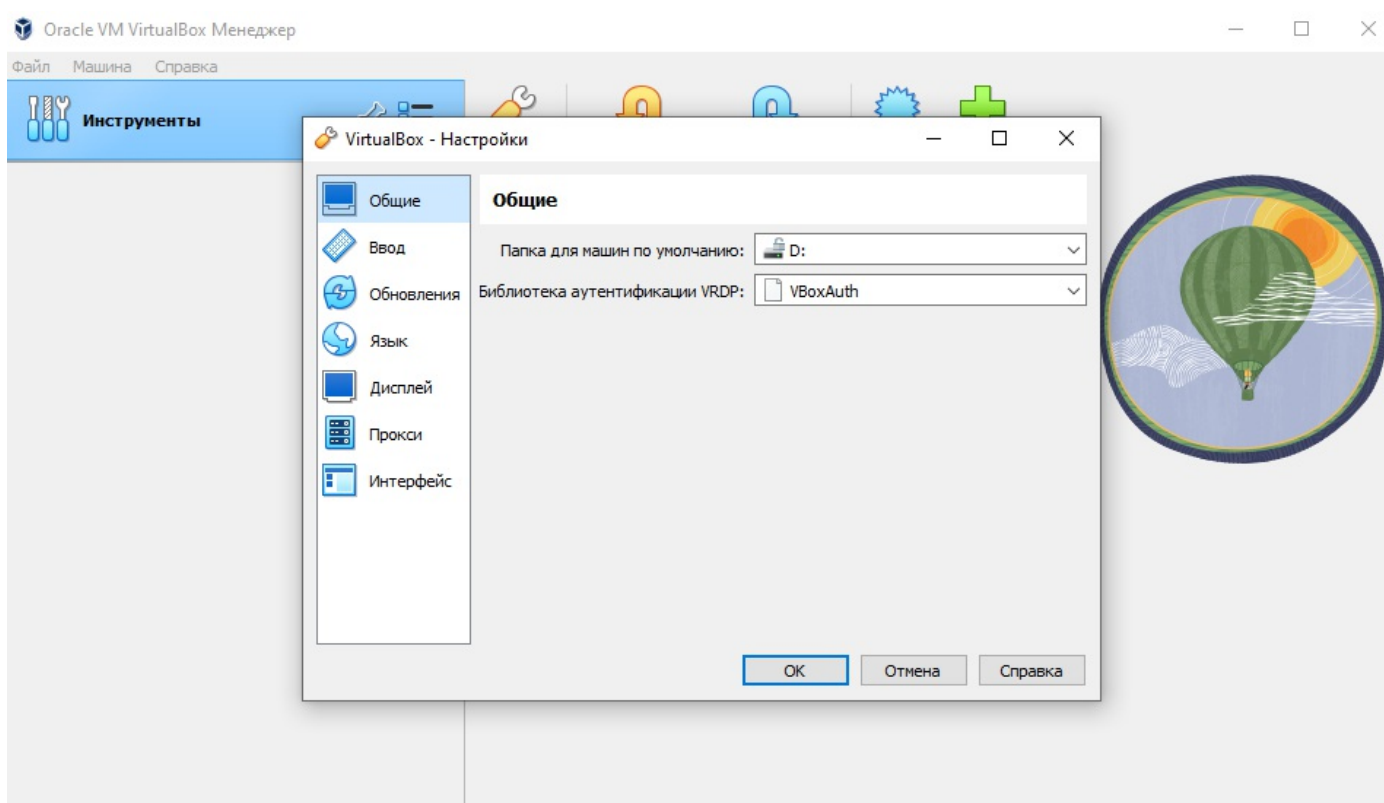 Oracle VM VirtualBox Менеджер
Файл Машина Справка
Инструменты
VirtualBox - Настройки
Общие
Ввод
Обновления
Язык
Дисплей
Прокси
Интерфейс
Общие
Папка для машин по умолчанию: D:
Библиотека аутентификации VRDP: VBoxAuth
OK Отмена Справка